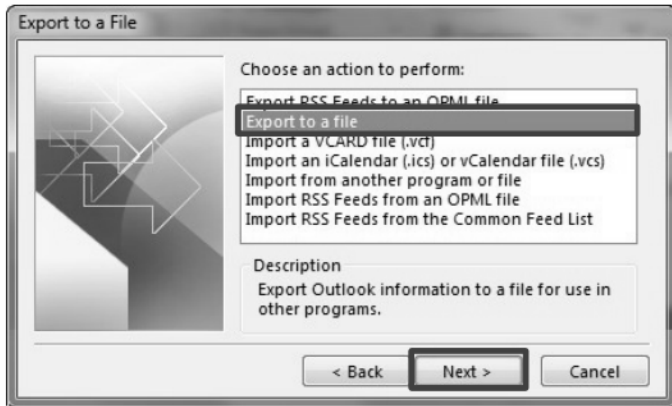 Export to a File
Choose an action to perform:
Export RSS Feeds to an OPML file
Export to a file
Import a VCARD file (.vcf)
Import an iCalendar (.ics) or vCalendar file (.vcs)
Import from another program or file
Import RSS Feeds from an OPML file
Import RSS Feeds from the Common Feed List
Description
Export Outlook information to a file for use in
other programs.
< Back Next > Cancel